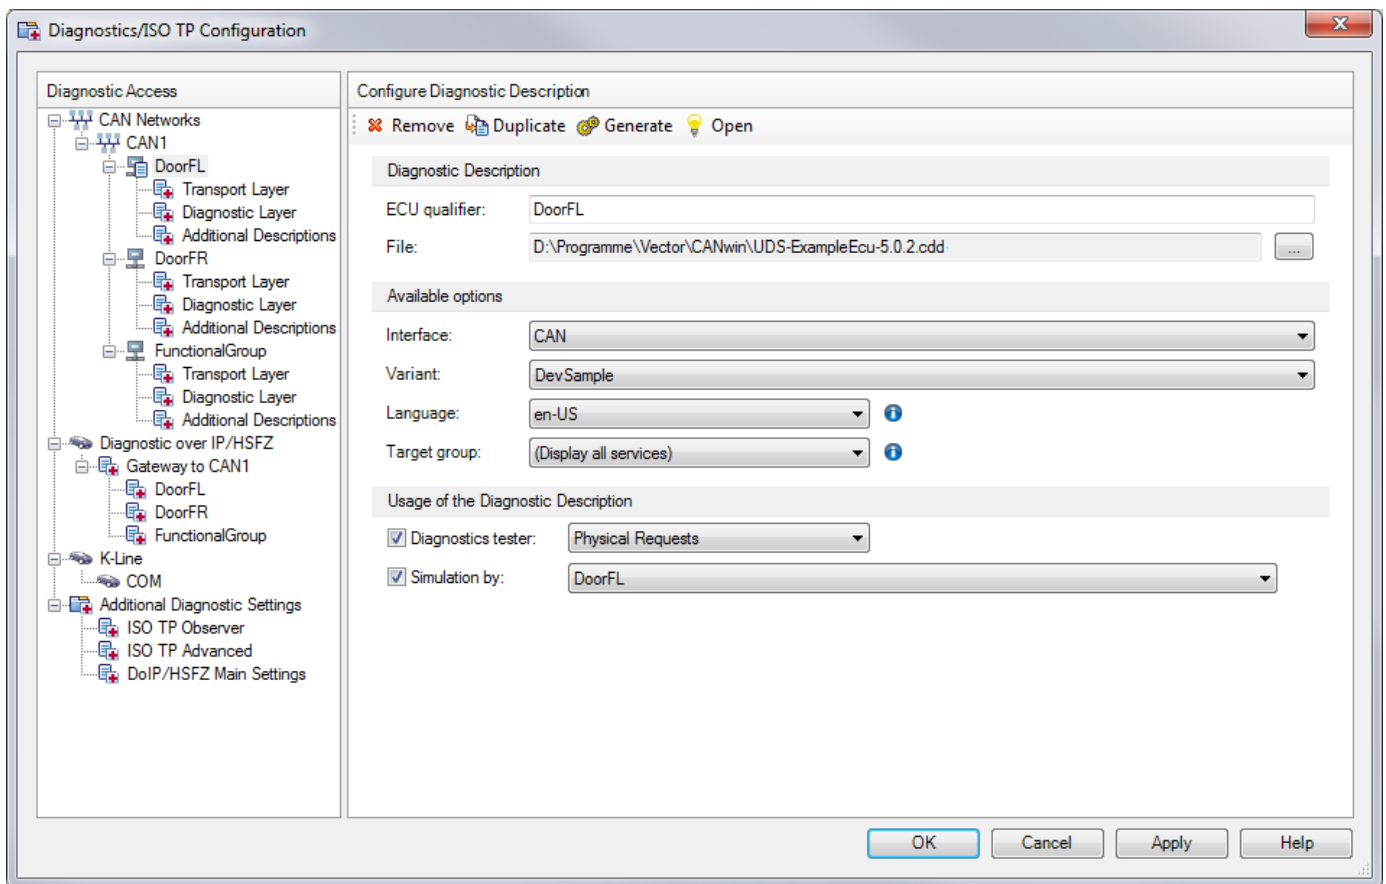 Diagnostics/ISO TP Configuration
Diagnostic Access
CAN Networks
CAN1
DoorFL
Transport Layer
Diagnostic Layer
Additional Descriptions
DoorFR
Transport Layer
Diagnostic Layer
Additional Descriptions
FunctionalGroup
Transport Layer
Diagnostic Layer
Additional Descriptions
Diagnostic over IP/HSFZ
Gateway to CAN1
DoorFL
DoorFR
FunctionalGroup
K-Line
COM
Additional Diagnostic Settings
ISO TP Observer
ISO TP Advanced
DoIP/HSFZ Main Settings
Configure Diagnostic Description
Remove Duplicate Generate Open
Diagnostic Description
ECU qualifier: DoorFL
File: D:\Programme\Vector\CANwin\UDS-ExampleEcu-5.0.2.cdd ...
Available options
Interface: CAN
Variant: DevSample
Language: en-US
Target group: (Display all services)
Usage of the Diagnostic Description
Diagnostics tester: Physical Requests
Simulation by: DoorFL
OK Cancel Apply Help